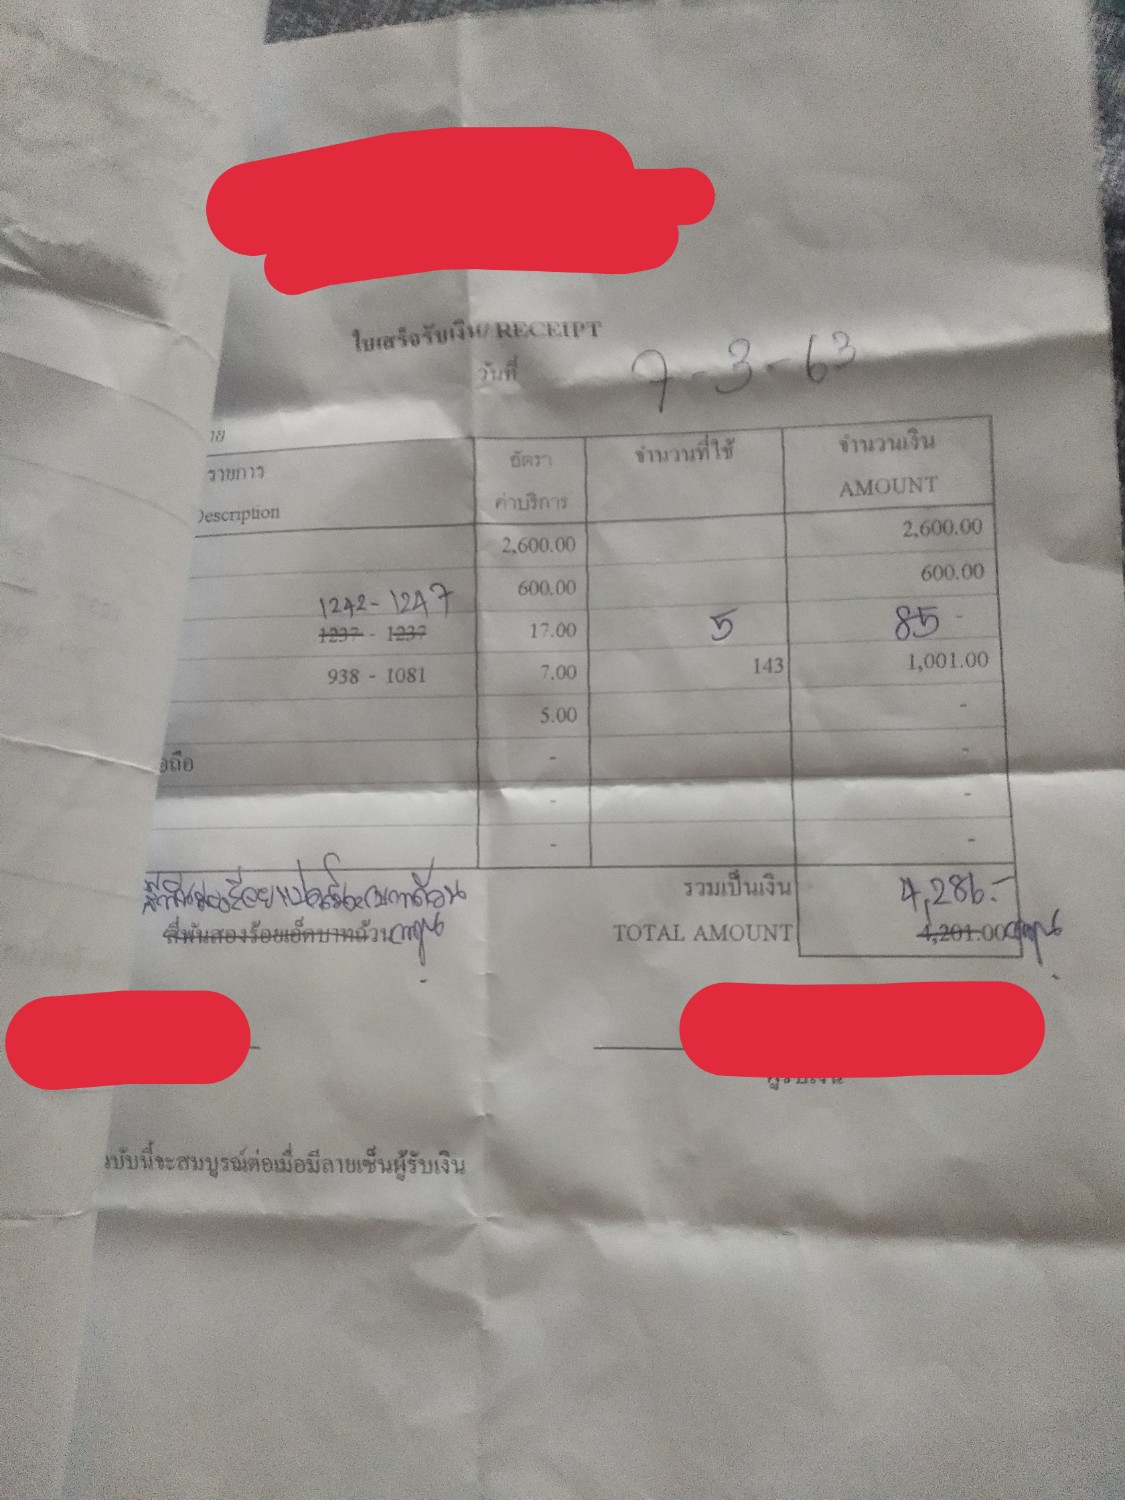 ใบเสร็จรับเงิน/RECEIPT
วันที่ 7-3-63
าย
รายการ อัตรา ค่าบริการ จำนวนที่ใช้ จำนวนเงิน
Description AMOUNT
2,600.00 2,600.00
600.00 600.00
1242 - 1247
1237 - 1237 17.00 5 85 -
938 - 1081 7.00 143 1,001.00
5.00 -
อถือ - -
- -
- -
รวมเป็นเงิน 4,286.-
สี่พันสองร้อยเอ็ดบาทถ้วน TOTAL AMOUNT 4,201.00
ผู้รับเงิน
บับนี้จะสมบูรณ์ต่อเมื่อมีลายเซ็นผู้รับเงิน